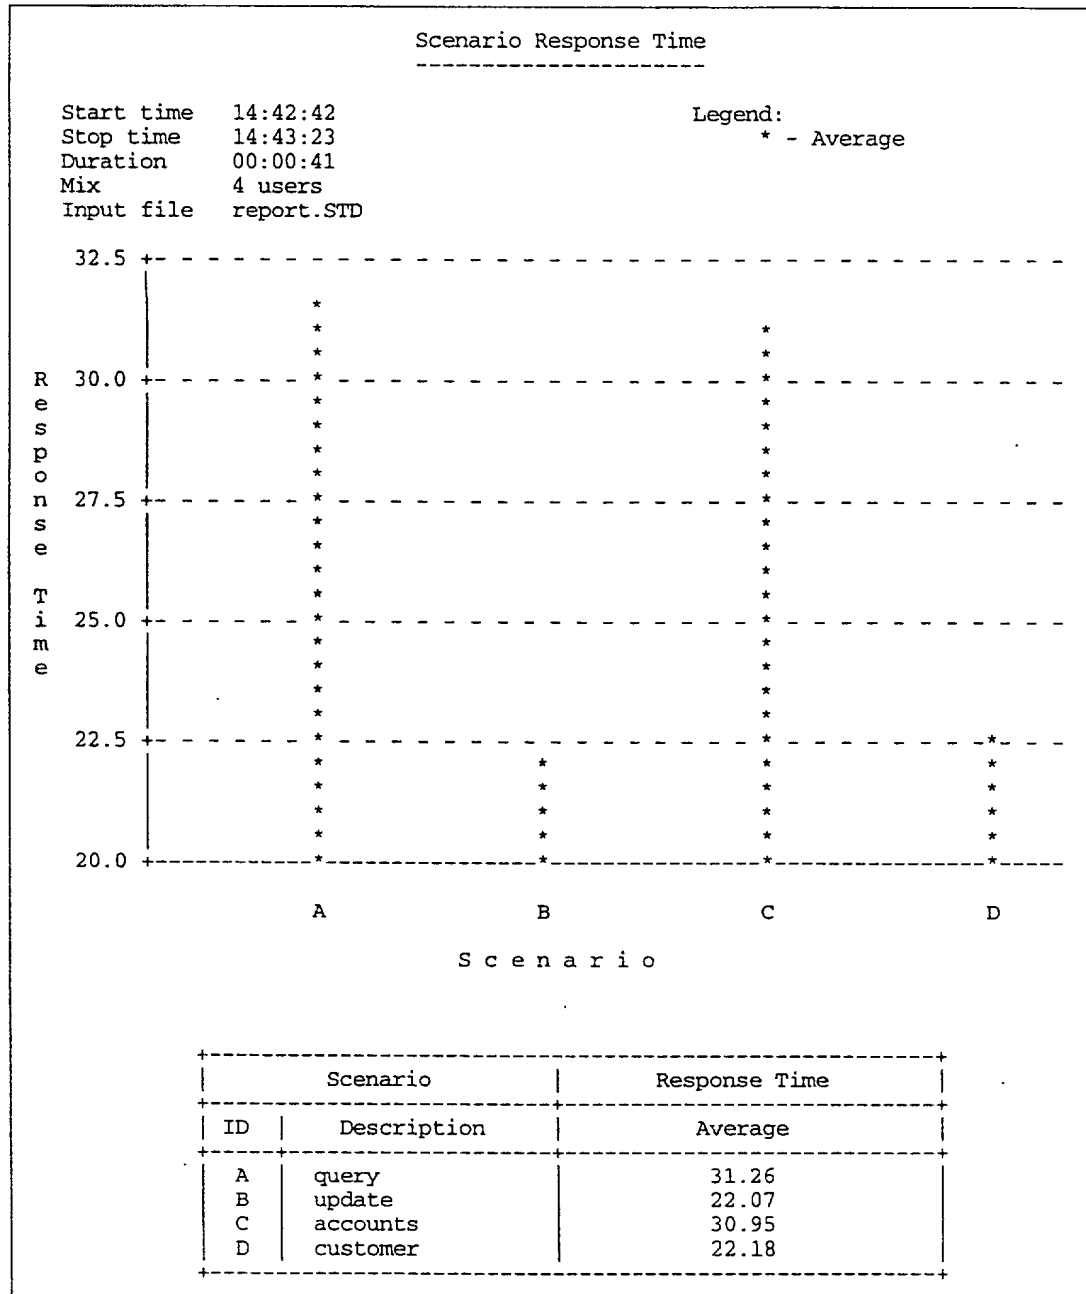 Scenario Response Time
----------------------
Start time 14:42:42 Legend:
Stop time 14:43:23 * - Average
Duration 00:00:41
Mix 4 users
Input file report.STD
32.5
30.0
27.5
25.0
22.5
20.0
Response Time
A B C D
Scenario
Scenario | Response Time
ID | Description | Average
A | query | 31.26
B | update | 22.07
C | accounts | 30.95
D | customer | 22.18